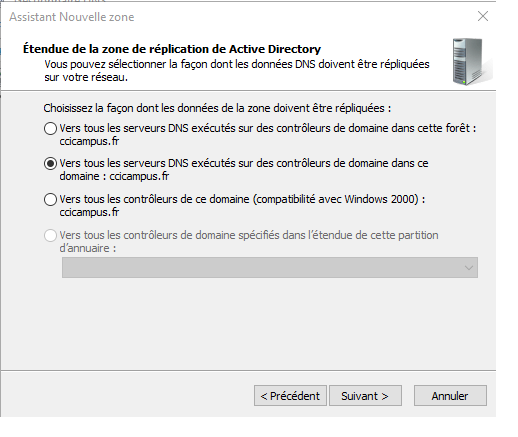 Assistant Nouvelle zone
Étendue de la zone de réplication de Active Directory
Vous pouvez sélectionner la façon dont les données DNS doivent être répliquées
sur votre réseau.
Choisissez la façon dont les données de la zone doivent être répliquées :
Vers tous les serveurs DNS exécutés sur des contrôleurs de domaine dans cette forêt :
ccicampus.fr
Vers tous les serveurs DNS exécutés sur des contrôleurs de domaine dans ce
domaine : ccicampus.fr
Vers tous les contrôleurs de ce domaine (compatibilité avec Windows 2000) :
ccicampus.fr
Vers tous les contrôleurs de domaine spécifiés dans l'étendue de cette partition
d'annuaire :
< Précédent
Suivant >
Annuler